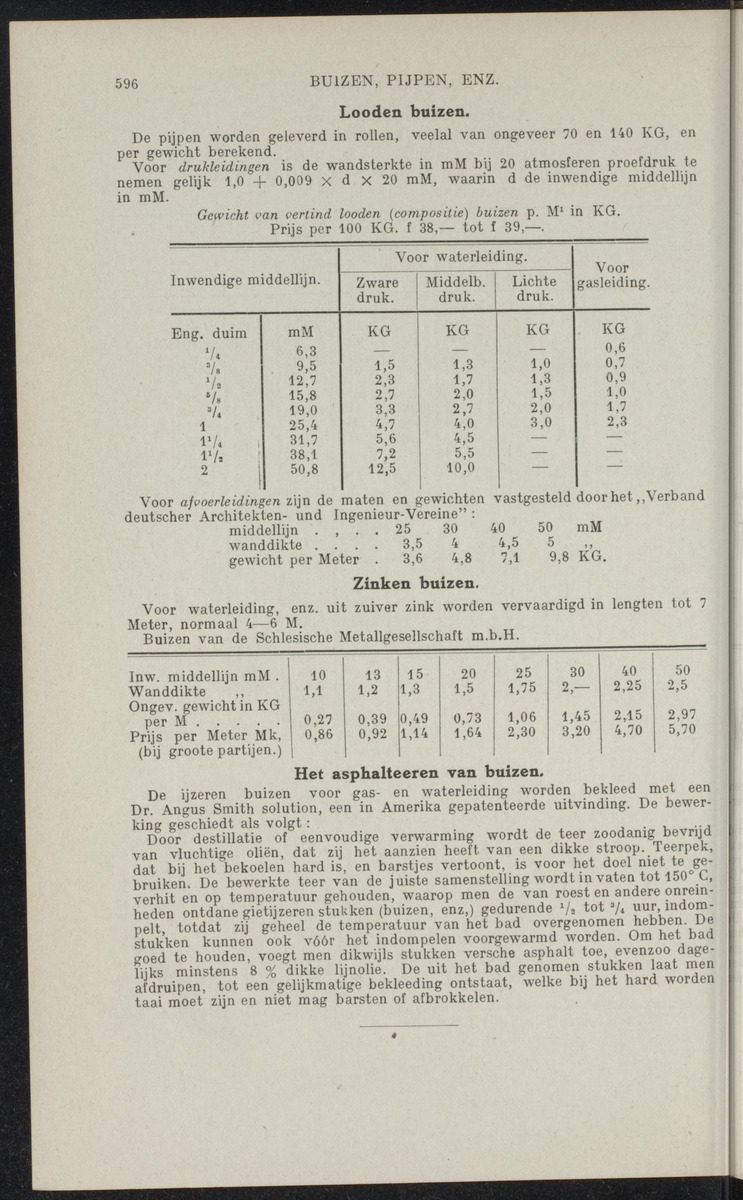 596 BUIZEN, PIJPEN, ENZ.
Looden buizen.
De pijpen worden geleverd in rollen, veelal van ongeveer 70 en 140 KG, en
per gewicht berekend.
Voor drukleidingen is de wandsterkte in mM bij 20 atmosferen proefdruk te
nemen gelijk 1,0 + 0,009 × d × 20 mM, waarin d de inwendige middellijn
in mM.
Gewicht van vertind looden (compositie) buizen p. M¹ in KG.
Prijs per 100 KG. f 38,— tot f 39,—.
Inwendige middellijn. Voor waterleiding. Voor gasleiding.
Zware druk. Middelb. druk. Lichte druk.
Eng. duim mM KG KG KG KG
¹/₄ 6,3 — — — 0,6
³/₈ 9,5 1,5 1,3 1,0 0,7
¹/₂ 12,7 2,3 1,7 1,3 0,9
⁵/₈ 15,8 2,7 2,0 1,5 1,0
³/₄ 19,0 3,3 2,7 2,0 1,7
1 25,4 4,7 4,0 3,0 2,3
1¹/₄ 31,7 5,6 4,5 — —
1¹/₂ 38,1 7,2 5,5 — —
2 50,8 12,5 10,0 — —
Voor afvoerleidingen zijn de maten en gewichten vastgesteld door het ,,Verband
deutscher Architekten- und Ingenieur-Vereine” :
middellijn . , . . 25 30 40 50 mM
wanddikte . . . . 3,5 4 4,5 5 ,,
gewicht per Meter . 3,6 4,8 7,1 9,8 KG.
Zinken buizen.
Voor waterleiding, enz. uit zuiver zink worden vervaardigd in lengten tot 7
Meter, normaal 4—6 M.
Buizen van de Schlesische Metallgesellschaft m.b.H.
Inw. middellijn mM . 10 13 15 20 25 30 40 50
Wanddikte ,, 1,1 1,2 1,3 1,5 1,75 2,— 2,25 2,5
Ongev. gewicht in KG
per M . . . . . 0,27 0,39 0,49 0,73 1,06 1,45 2,15 2,97
Prijs per Meter Mk, 0,86 0,92 1,14 1,64 2,30 3,20 4,70 5,70
(bij groote partijen.)
Het asphalteeren van buizen.
De ijzeren buizen voor gas- en waterleiding worden bekleed met een
Dr. Angus Smith solution, een in Amerika gepatenteerde uitvinding. De bewer-
king geschiedt als volgt :
Door destillatie of eenvoudige verwarming wordt de teer zoodanig bevrijd
van vluchtige oliën, dat zij het aanzien heeft van een dikke stroop. Teerpek,
dat bij het bekoelen hard is, en barstjes vertoont, is voor het doel niet te ge-
bruiken. De bewerkte teer van de juiste samenstelling wordt in vaten tot 150° C,
verhit en op temperatuur gehouden, waarop men de van roest en andere onrein-
heden ontdane gietijzeren stukken (buizen, enz,) gedurende ¹/₂ tot ³/₄ uur, indom-
pelt, totdat zij geheel de temperatuur van het bad overgenomen hebben. De
stukken kunnen ook vóór het indompelen voorgewarmd worden. Om het bad
goed te houden, voegt men dikwijls stukken versche asphalt toe, evenzoo dage-
lijks minstens 8 % dikke lijnolie. De uit het bad genomen stukken laat men
afdruipen, tot een gelijkmatige bekleeding ontstaat, welke bij het hard worden
taai moet zijn en niet mag barsten of afbrokkelen.